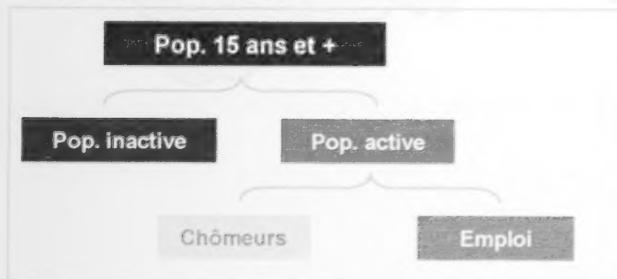 Pop. 15 ans et +
Pop. inactive
Pop. active
Chômeurs
Emploi